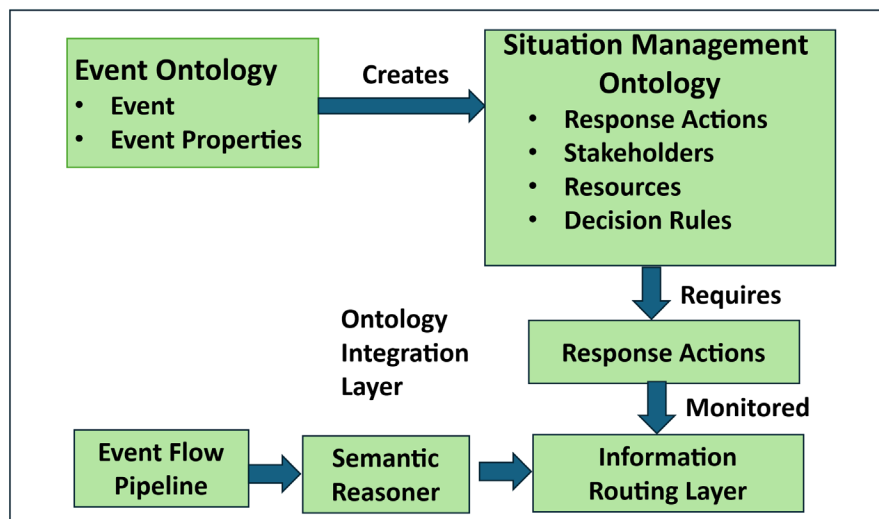 Event Ontology
• Event
• Event Properties
Creates
Situation Management
Ontology
• Response Actions
• Stakeholders
• Resources
• Decision Rules
Requires
Ontology
Integration
Layer
Response Actions
Monitored
Event Flow
Pipeline
Semantic
Reasoner
Information
Routing Layer